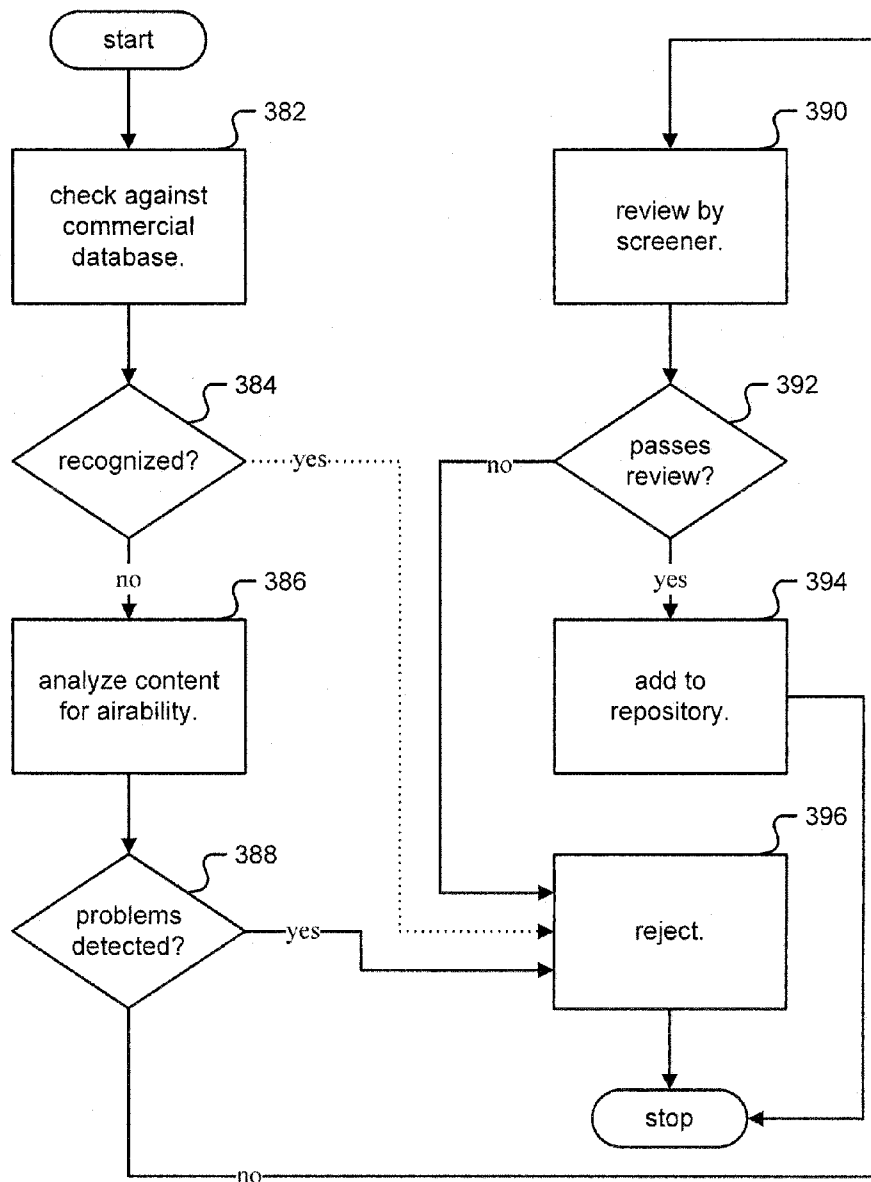 start
382
check against
commercial
database.
384
recognized?
yes
no
386
analyze content
for airability.
388
problems
detected?
yes
no
390
review by
screener.
392
passes
review?
no
yes
394
add to
repository.
396
reject.
stop